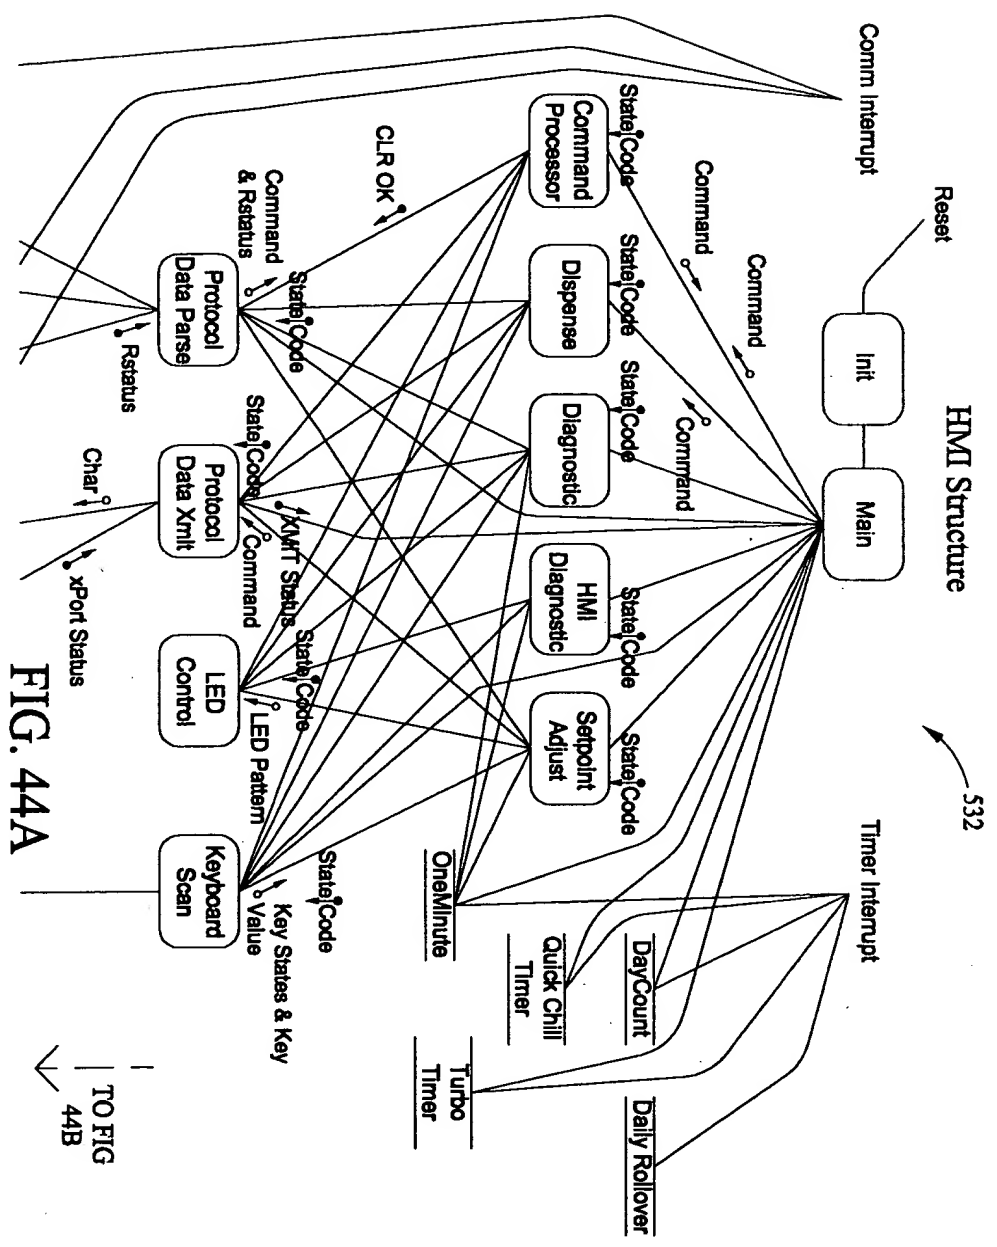 HMI Structure
532
Comm Interrupt
Reset
Init
Main
Timer Interrupt
Command
Command
Command
State Code
State Code
State Code
State Code
State Code
Command
Processor
Dispense
Diagnostic
HMI
Diagnostic
Setpoint
Adjust
DayCount
Daily Rollover
Quick Chill
Timer
OneMinute
Turbo
Timer
CLR OK
Command
& Rstatus
State Code
State Code
XMIT Status
Command
State Code
LED Pattern
State Code
Key States & Key
Value
Protocol
Data Parse
Protocol
Data Xmit
LED
Control
Keyboard
Scan
Rstatus
Char
xPort Status
TO FIG
44B
FIG. 44A